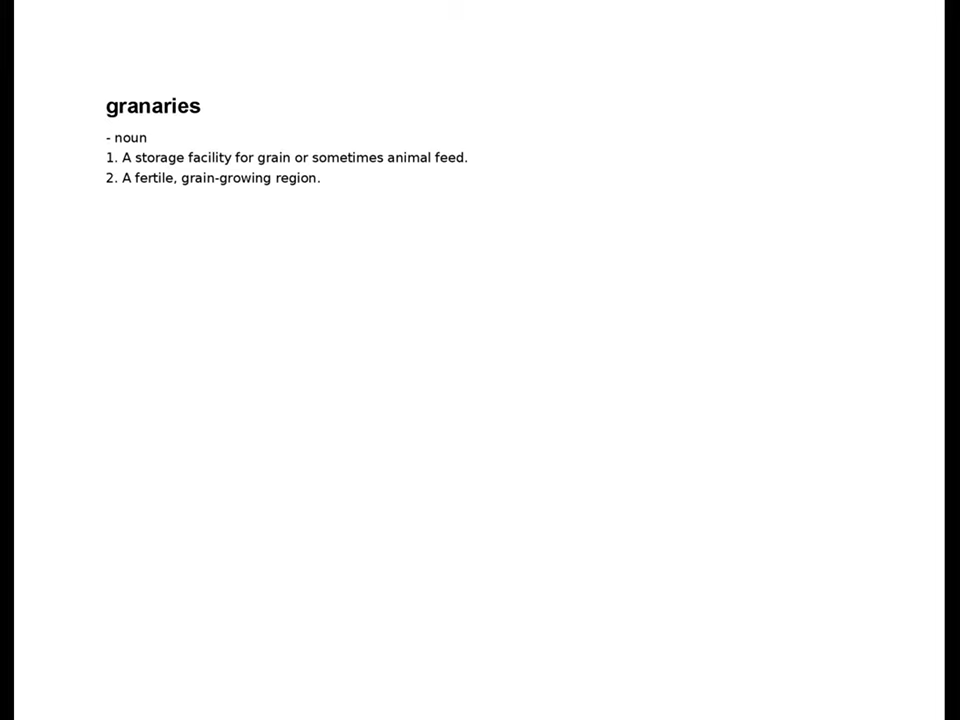 granaries
- noun
1. A storage facility for grain or sometimes animal feed.
2. A fertile, grain-growing region.